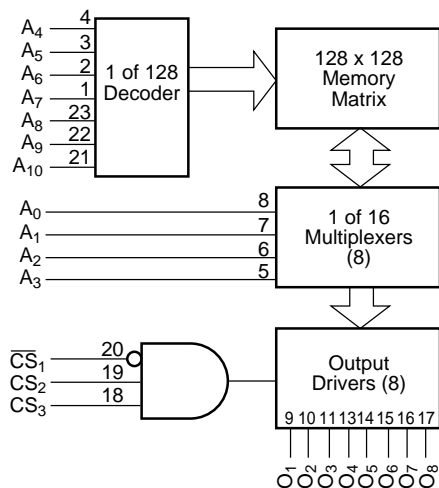 A4 4
A5 3
A6 2
A7 1
A8 23
A9 22
A10 21
1 of 128
Decoder
128 x 128
Memory
Matrix
A0 8
A1 7
A2 6
A3 5
1 of 16
Multiplexers
(8)
CS1 20
CS2 19
CS3 18
Output
Drivers (8)
9 10 11 13 14 15 16 17
O1 O2 O3 O4 O5 O6 O7 O8